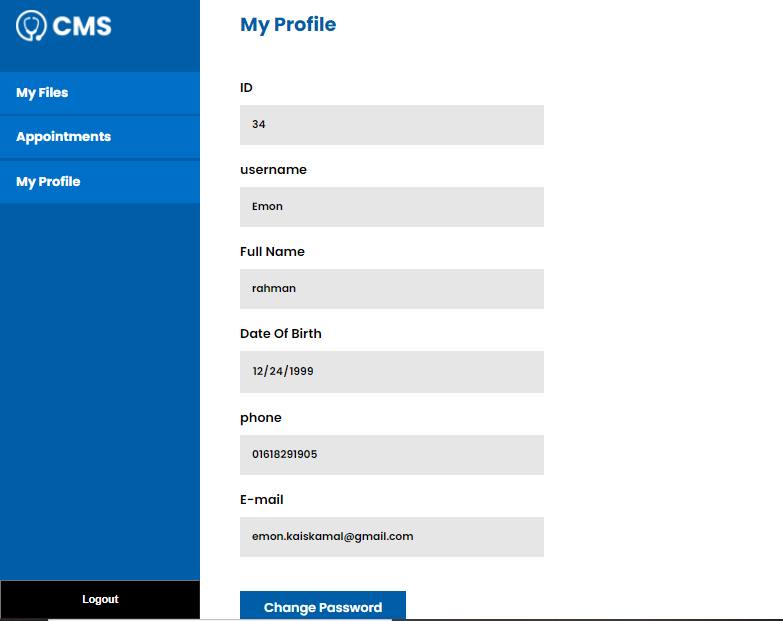 CMS
My Files
Appointments
My Profile
Logout
My Profile
ID
34
username
Emon
Full Name
rahman
Date Of Birth
12/24/1999
phone
01618291905
E-mail
emon.kaiskamal@gmail.com
Change Password